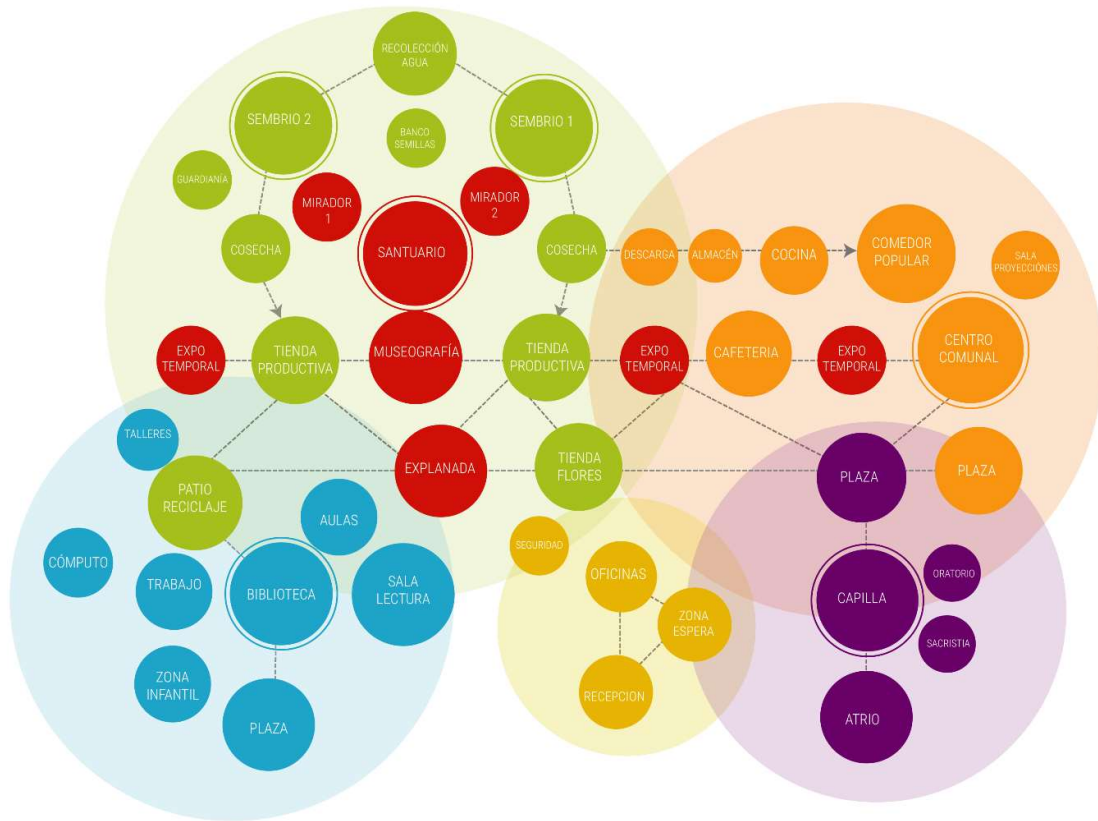 RECOLECCIÓN
AGUA
SEMBRIO 2
SEMBRIO 1
BANCO
SEMILLAS
GUARDIANÍA
MIRADOR
1
MIRADOR
2
COSECHA
SANTUARIO
COSECHA
DESCARGA
ALMACÉN
COCINA
COMEDOR
POPULAR
SALA
PROYECCIÓNES
EXPO
TEMPORAL
TIENDA
PRODUCTIVA
MUSEOGRAFÍA
TIENDA
PRODUCTIVA
EXPO
TEMPORAL
CAFETERIA
EXPO
TEMPORAL
CENTRO
COMUNAL
TALLERES
PATIO
RECICLAJE
EXPLANADA
TIENDA
FLORES
PLAZA
PLAZA
AULAS
SEGURIDAD
CÓMPUTO
TRABAJO
BIBLIOTECA
SALA
LECTURA
OFICINAS
ZONA
ESPERA
CAPILLA
ORATORIO
SACRISTIA
ZONA
INFANTIL
PLAZA
RECEPCION
ATRIO